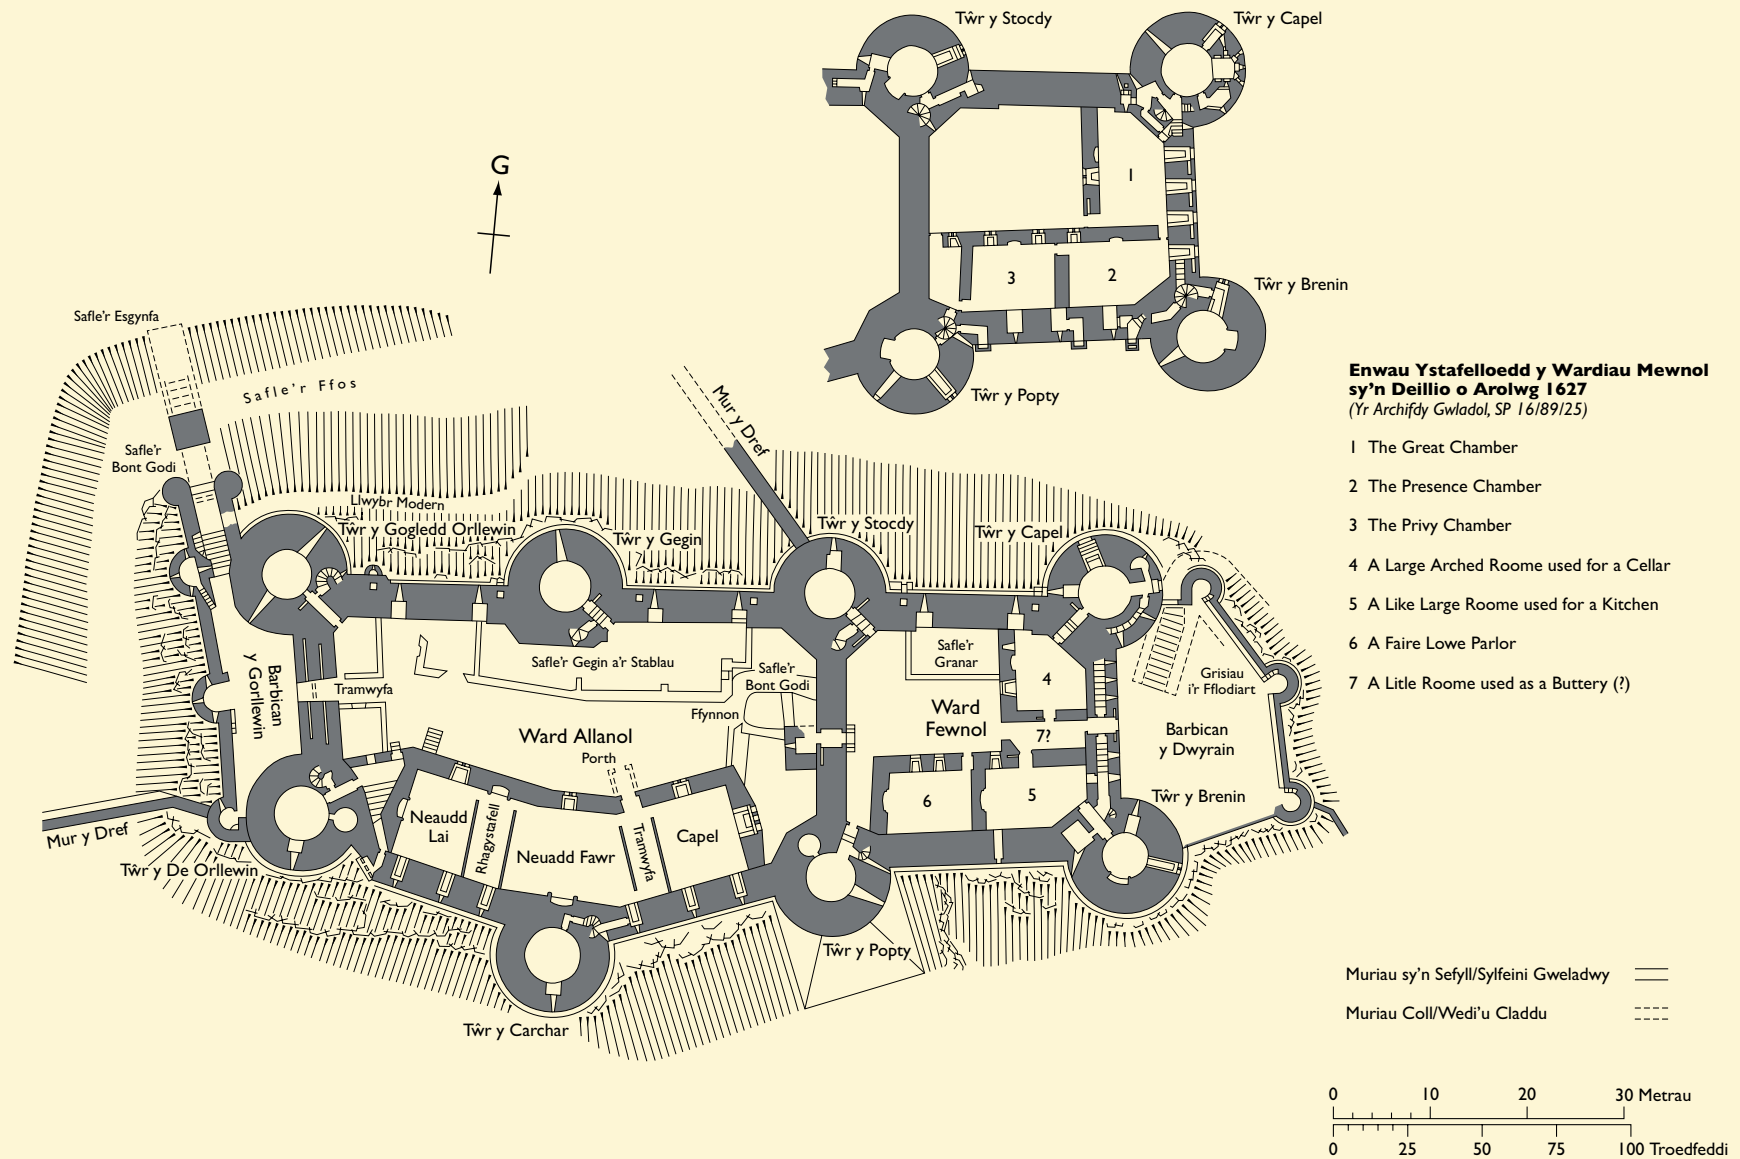 Tŵr y Stocdy
Tŵr y Capel
G
1
3
2
Tŵr y Brenin
Tŵr y Popty
Safle'r Esgynfa
Safle'r Ffos
Mur y Dref
Safle'r
Bont Godi
Llwybr Modern
Tŵr y Gogledd Orllewin
Tŵr y Gegin
Tŵr y Stocdy
Tŵr y Capel
Barbican
y Gorllewin
Tramwyfa
Safle'r Gegin a'r Stablau
Safle'r
Bont Godi
Ffynnon
Safle'r
Granar
4
Grisiau
i'r Fflodiart
Ward Allanol
Porth
Ward
Fewnol
7?
Barbican
y Dwyrain
Tŵr y Brenin
6
5
Neaudd
Lai
Rhagystafell
Neuadd Fawr
Tramwyfa
Capel
Mur y Dref
Tŵr y De Orllewin
Tŵr y Popty
Tŵr y Carchar
Enwau Ystafelloedd y Wardiau Mewnol
sy'n Deillio o Arolwg 1627
(Yr Archifdy Gwladol, SP 16/89/25)
1 The Great Chamber
2 The Presence Chamber
3 The Privy Chamber
4 A Large Arched Roome used for a Cellar
5 A Like Large Roome used for a Kitchen
6 A Faire Lowe Parlor
7 A Litle Roome used as a Buttery (?)
Muriau sy'n Sefyll/Sylfeini Gweladwy
Muriau Coll/Wedi'u Claddu
0 10 20 30 Metrau
0 25 50 75 100 Troedfeddi